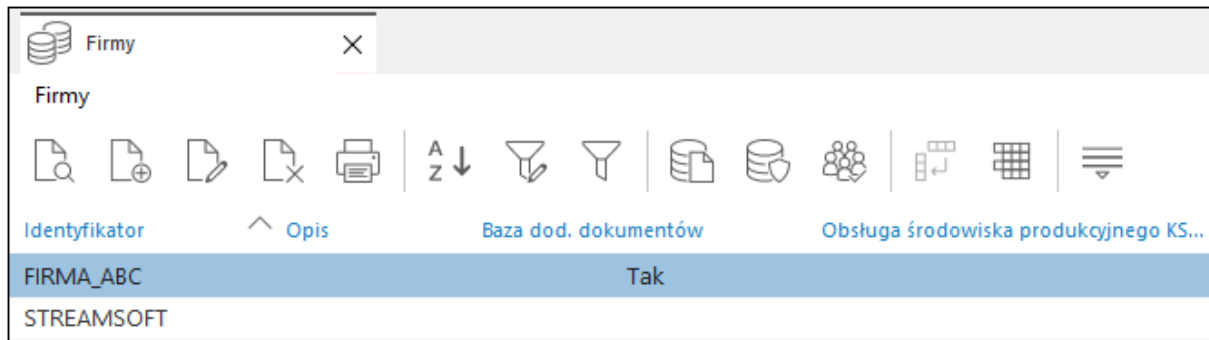 Firmy
Firmy
A
Z
Identyfikator Opis Baza dod. dokumentów Obsługa środowiska produkcyjnego KS...
FIRMA_ABC Tak
STREAMSOFT